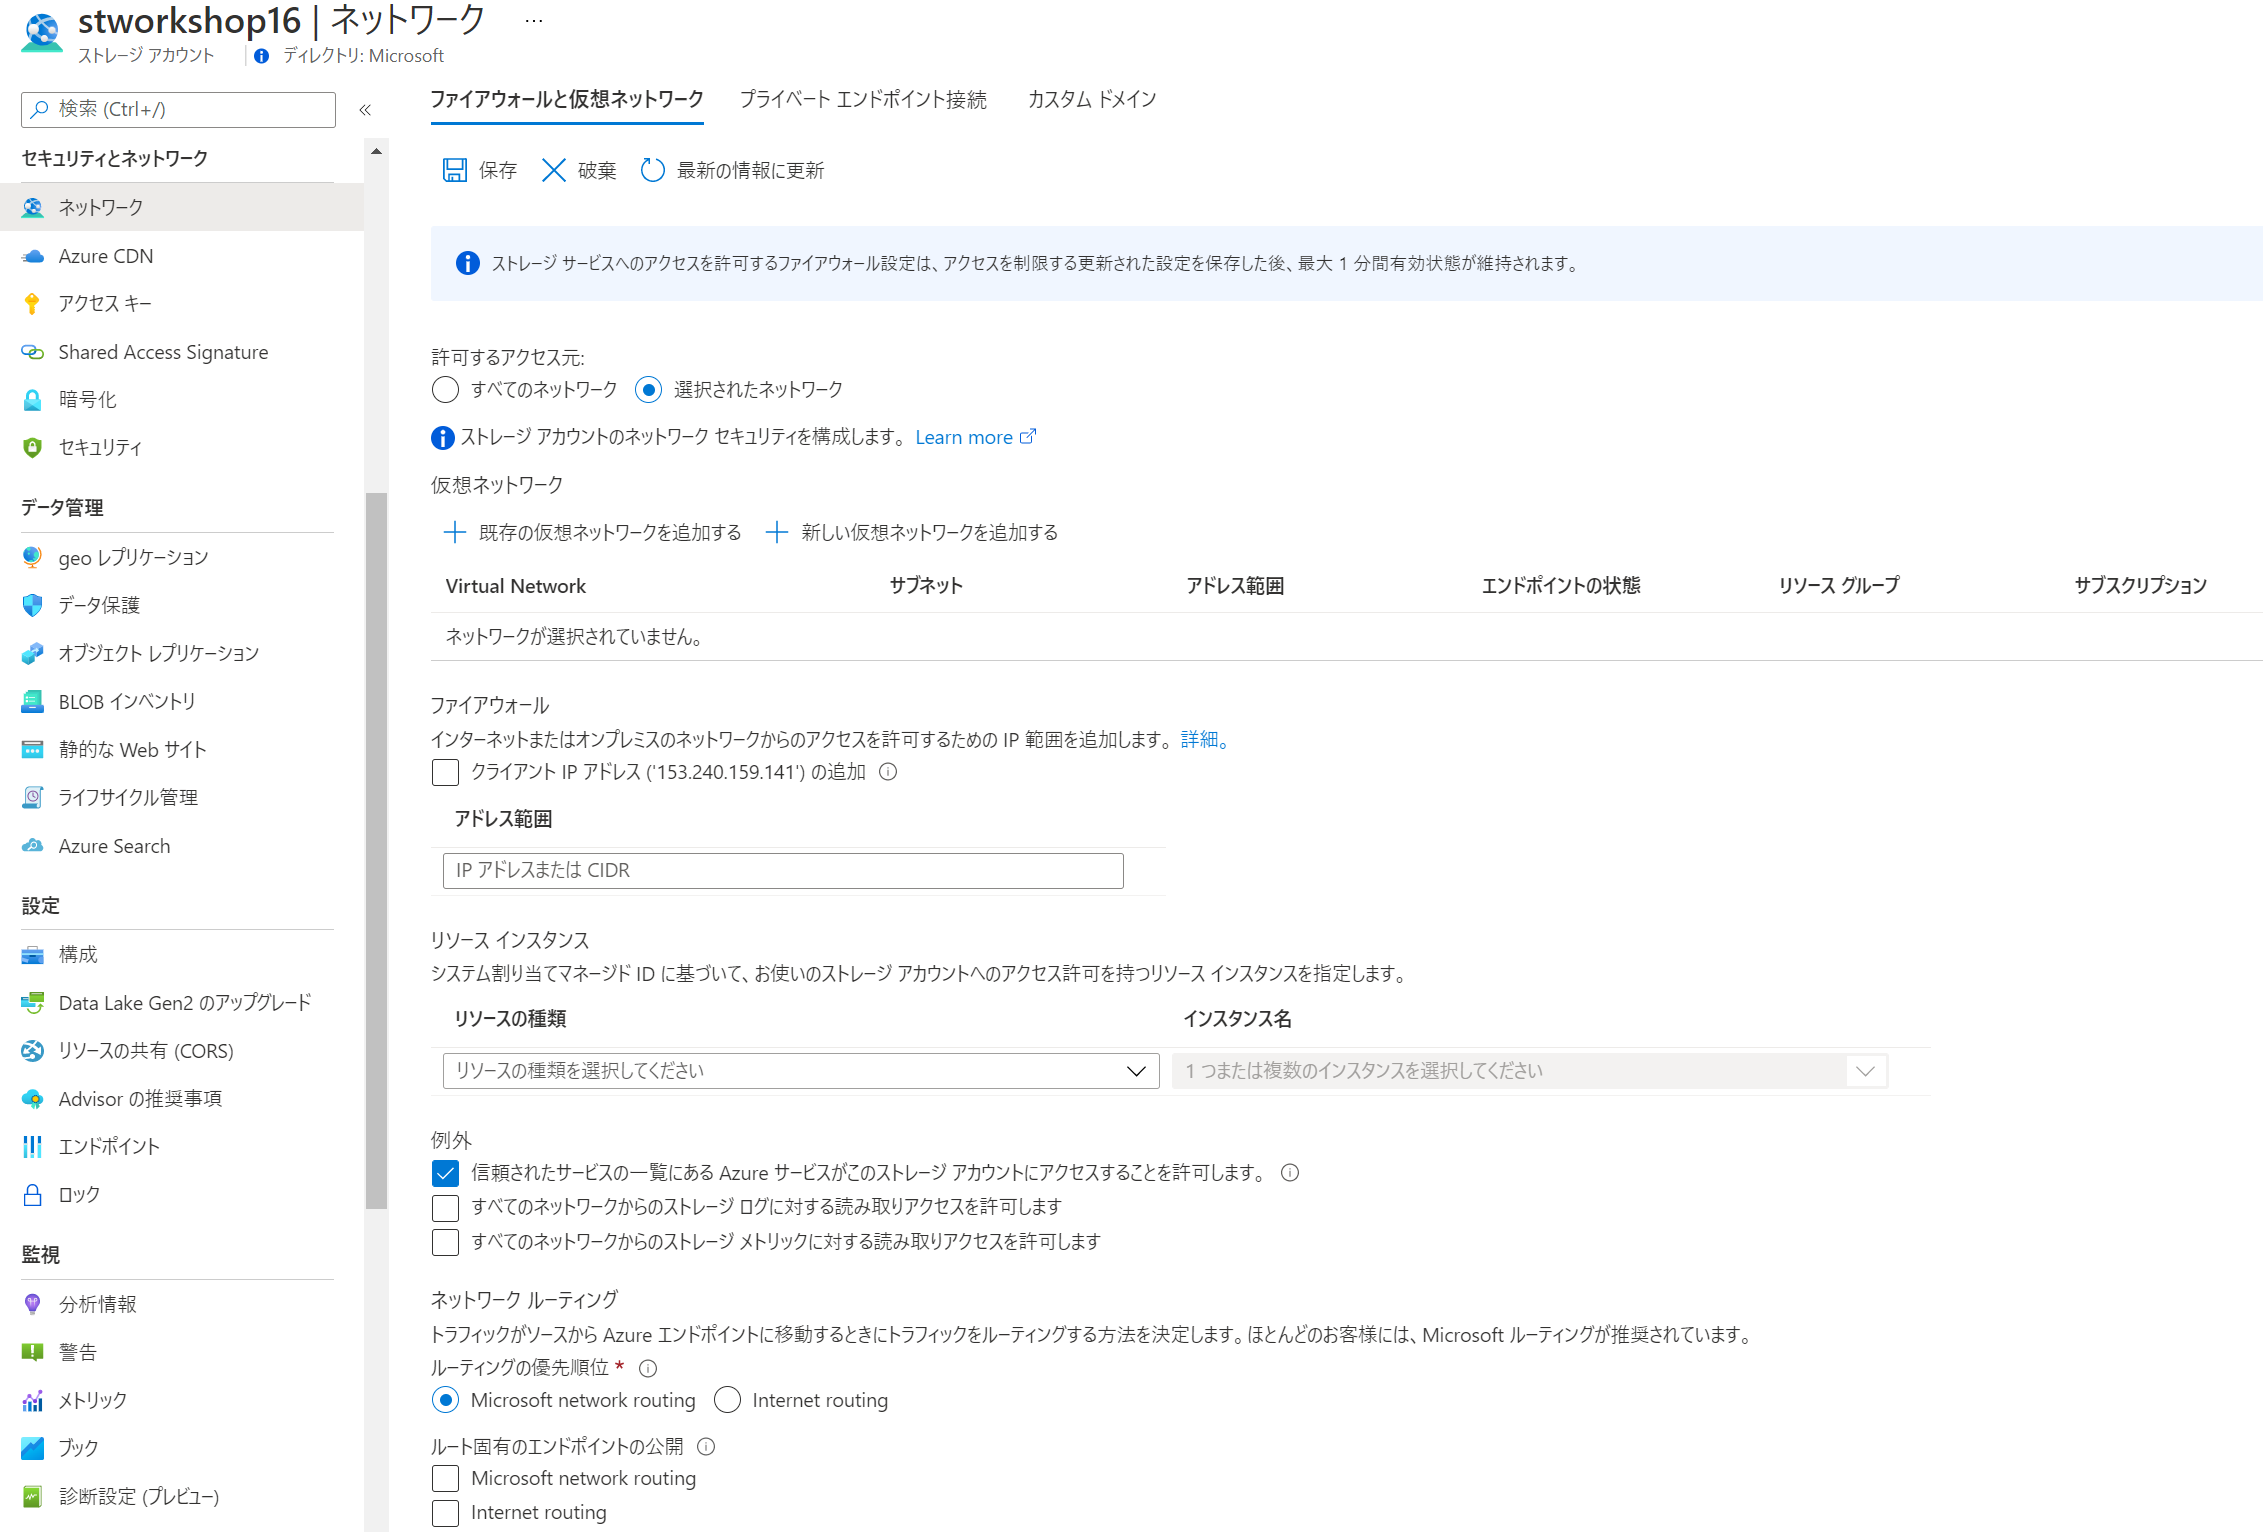 stworkshop16 | ネットワーク …
ストレージ アカウント ディレクトリ: Microsoft
検索 (Ctrl+/) «
セキュリティとネットワーク
ネットワーク
Azure CDN
アクセス キー
Shared Access Signature
暗号化
セキュリティ
データ管理
geo レプリケーション
データ保護
オブジェクト レプリケーション
BLOB インベントリ
静的な Web サイト
ライフサイクル管理
Azure Search
設定
構成
Data Lake Gen2 のアップグレード
リソースの共有 (CORS)
Advisor の推奨事項
エンドポイント
ロック
監視
分析情報
警告
メトリック
ブック
診断設定 (プレビュー)
ファイアウォールと仮想ネットワーク プライベート エンドポイント接続 カスタム ドメイン
保存 破棄 最新の情報に更新
ストレージ サービスへのアクセスを許可するファイアウォール設定は、アクセスを制限する更新された設定を保存した後、最大 1 分間有効状態が維持されます。
許可するアクセス元:
すべてのネットワーク 選択されたネットワーク
ストレージ アカウントのネットワーク セキュリティを構成します。 Learn more
仮想ネットワーク
既存の仮想ネットワークを追加する 新しい仮想ネットワークを追加する
Virtual Network サブネット アドレス範囲 エンドポイントの状態 リソース グループ サブスクリプション
ネットワークが選択されていません。
ファイアウォール
インターネットまたはオンプレミスのネットワークからのアクセスを許可するための IP 範囲を追加します。 詳細。
クライアント IP アドレス ('153.240.159.141') の追加
アドレス範囲
IP アドレスまたは CIDR
リソース インスタンス
システム割り当てマネージド ID に基づいて、お使いのストレージ アカウントへのアクセス許可を持つリソース インスタンスを指定します。
リソースの種類 インスタンス名
リソースの種類を選択してください 1 つまたは複数のインスタンスを選択してください
例外
信頼されたサービスの一覧にある Azure サービスがこのストレージ アカウントにアクセスすることを許可します。
すべてのネットワークからのストレージ ログに対する読み取りアクセスを許可します
すべてのネットワークからのストレージ メトリックに対する読み取りアクセスを許可します
ネットワーク ルーティング
トラフィックがソースから Azure エンドポイントに移動するときにトラフィックをルーティングする方法を決定します。ほとんどのお客様には、Microsoft ルーティングが推奨されています。
ルーティングの優先順位 *
Microsoft network routing Internet routing
ルート固有のエンドポイントの公開
Microsoft network routing
Internet routing